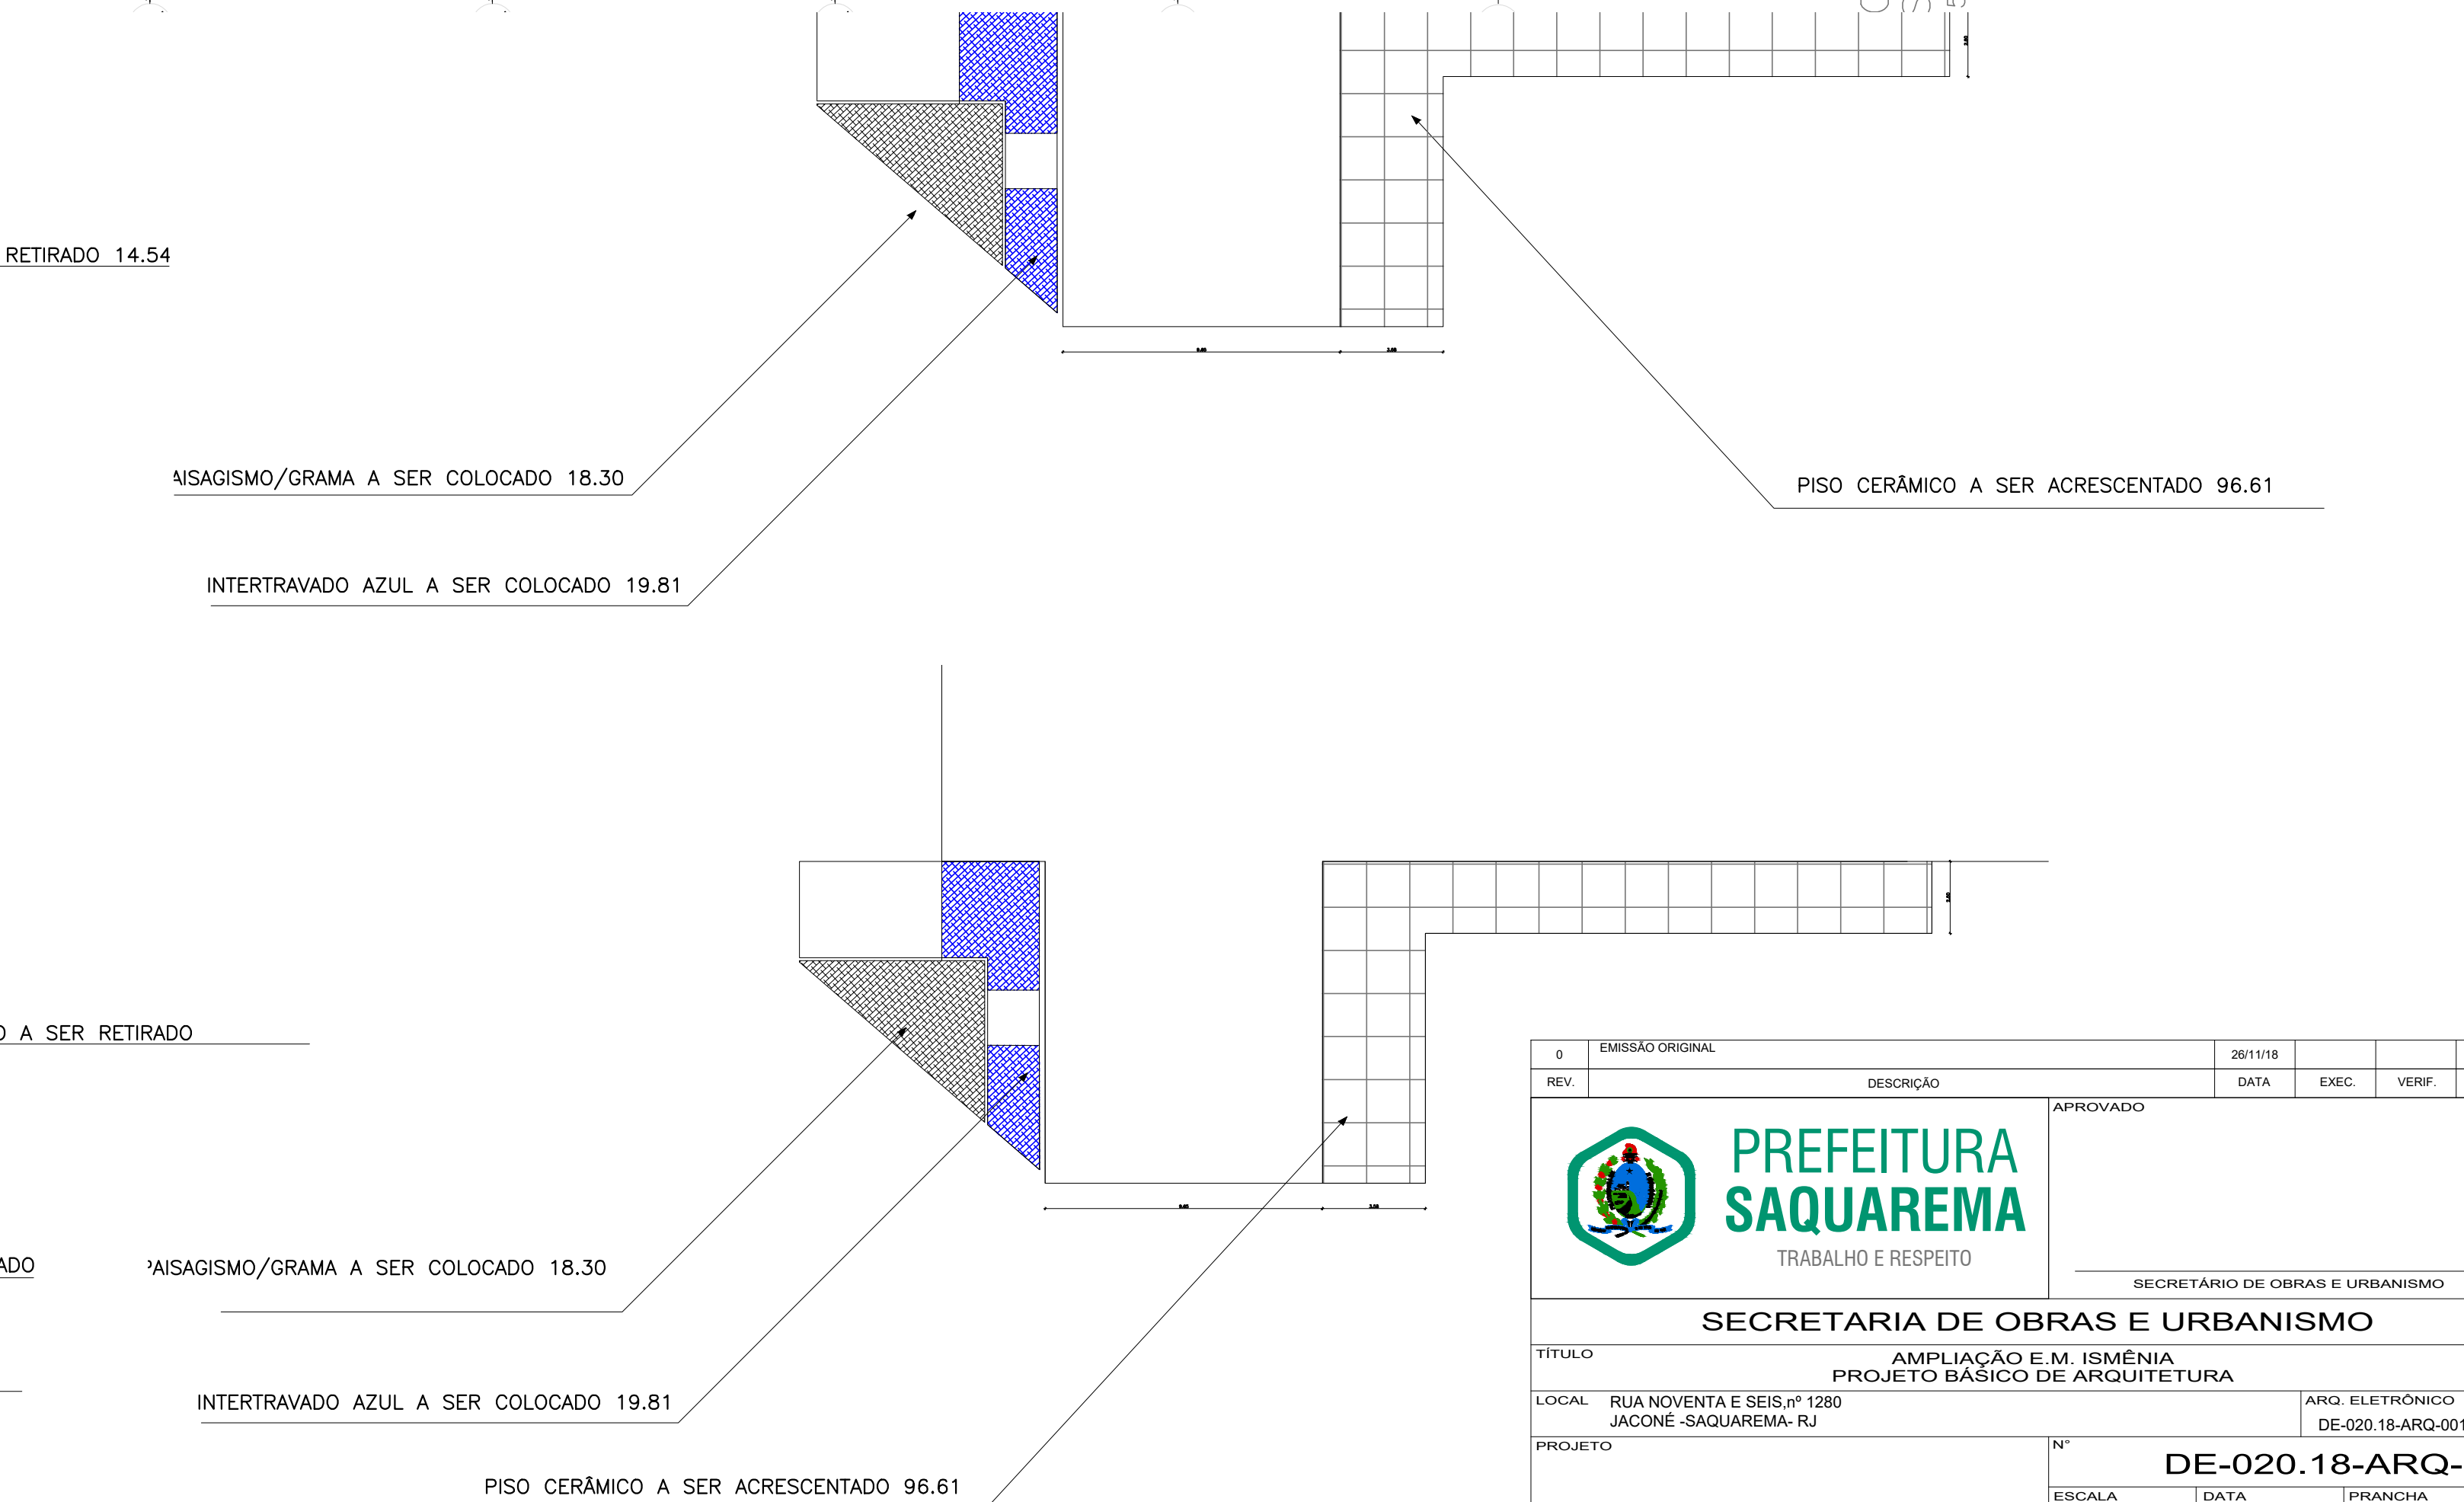 RETIRADO 14.54
AISAGISMO/GRAMA A SER COLOCADO 18.30
PISO CERÂMICO A SER ACRESCENTADO 96.61
INTERTRAVADO AZUL A SER COLOCADO 19.81
O A SER RETIRADO
ADO
PAISAGISMO/GRAMA A SER COLOCADO 18.30
INTERTRAVADO AZUL A SER COLOCADO 19.81
PISO CERÂMICO A SER ACRESCENTADO 96.61
0 EMISSÃO ORIGINAL 26/11/18
REV. DESCRIÇÃO DATA EXEC. VERIF.
APROVADO
PREFEITURA
SAQUAREMA
TRABALHO E RESPEITO
SECRETÁRIO DE OBRAS E URBANISMO
SECRETARIA DE OBRAS E URBANISMO
TÍTULO
AMPLIAÇÃO E.M. ISMÊNIA
PROJETO BÁSICO DE ARQUITETURA
LOCAL RUA NOVENTA E SEIS,nº 1280
JACONÉ -SAQUAREMA- RJ
ARQ. ELETRÔNICO
DE-020.18-ARQ-001
PROJETO
N°
DE-020.18-ARQ-
ESCALA DATA PRANCHA